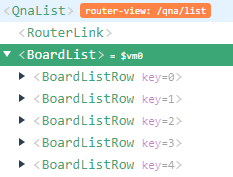 <QnaList> router-view: /qna/list
<RouterLink>
▼ <BoardList> = $vm0
▶ <BoardListRow key=0>
▶ <BoardListRow key=1>
▶ <BoardListRow key=2>
▶ <BoardListRow key=3>
▶ <BoardListRow key=4>